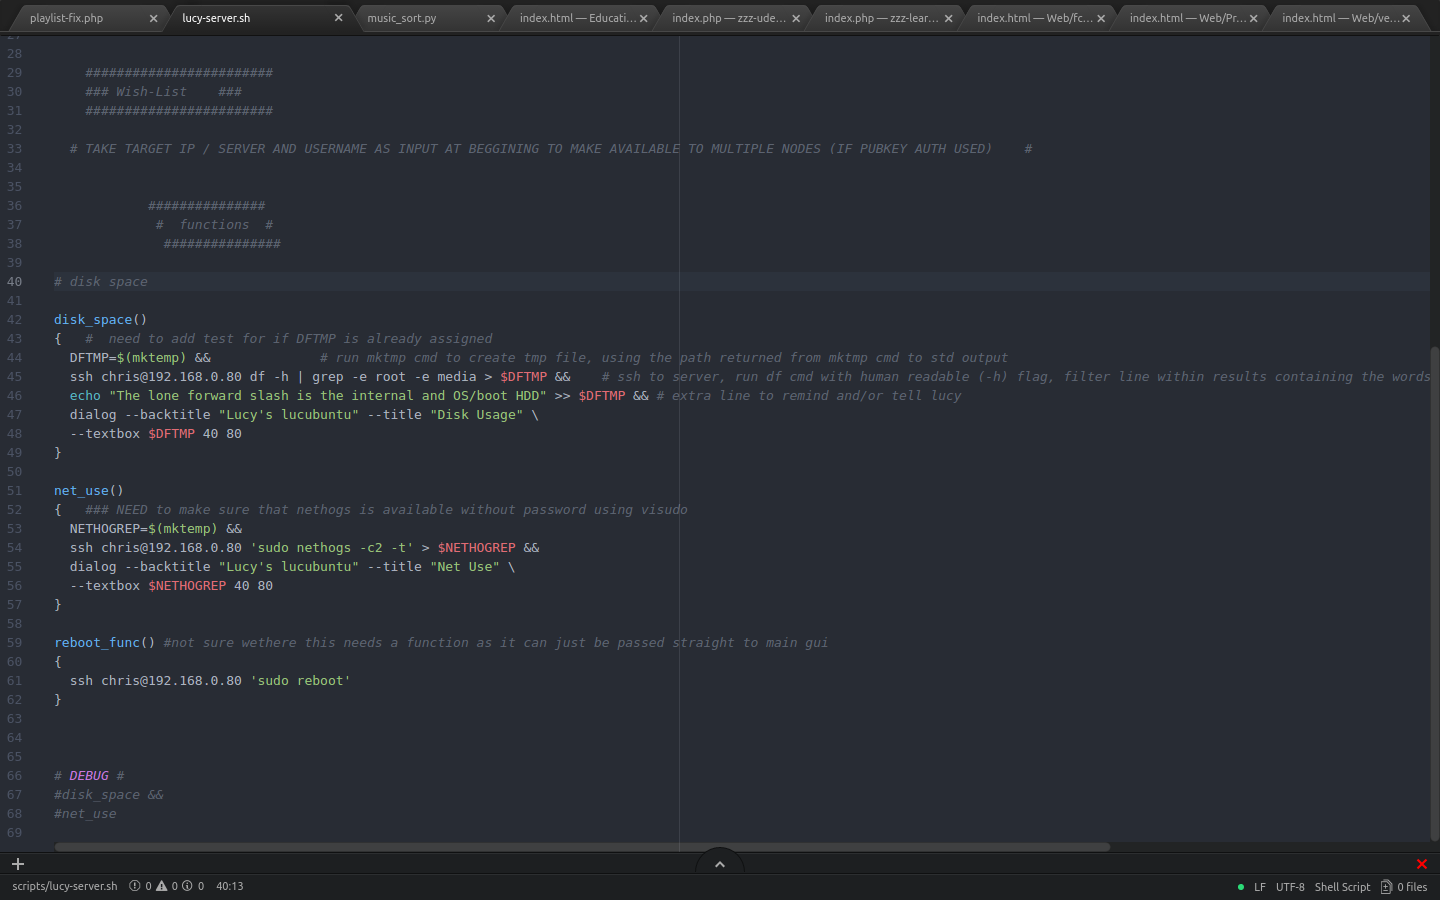 playlist-fix.php
lucy-server.sh
music_sort.py
index.html — Educati...
index.php — zzz-ude...
index.php — zzz-lear...
index.html — Web/fc...
index.html — Web/Pr...
index.html — Web/ve...
27
28
29 ########################
30 ### Wish-List    ###
31 ########################
32
33 # TAKE TARGET IP / SERVER AND USERNAME AS INPUT AT BEGGINING TO MAKE AVAILABLE TO MULTIPLE NODES (IF PUBKEY AUTH USED)    #
34
35
36 ###############
37 #  functions  #
38 ###############
39
40 # disk space
41
42 disk_space()
43 {   #  need to add test for if DFTMP is already assigned
44   DFTMP=$(mktemp) &&              # run mktmp cmd to create tmp file, using the path returned from mktmp cmd to std output
45   ssh chris@192.168.0.80 df -h | grep -e root -e media > $DFTMP &&    # ssh to server, run df cmd with human readable (-h) flag, filter line within results containing the words
46   echo "The lone forward slash is the internal and OS/boot HDD" >> $DFTMP && # extra line to remind and/or tell lucy
47   dialog --backtitle "Lucy's lucubuntu" --title "Disk Usage" \
48   --textbox $DFTMP 40 80
49 }
50
51 net_use()
52 {   ### NEED to make sure that nethogs is available without password using visudo
53   NETHOGREP=$(mktemp) &&
54   ssh chris@192.168.0.80 'sudo nethogs -c2 -t' > $NETHOGREP &&
55   dialog --backtitle "Lucy's lucubuntu" --title "Net Use" \
56   --textbox $NETHOGREP 40 80
57 }
58
59 reboot_func() #not sure wethere this needs a function as it can just be passed straight to main gui
60 {
61   ssh chris@192.168.0.80 'sudo reboot'
62 }
63
64
65
66 # DEBUG #
67 #disk_space &&
68 #net_use
69
scripts/lucy-server.sh 0 0 0 40:13 LF UTF-8 Shell Script 0 files